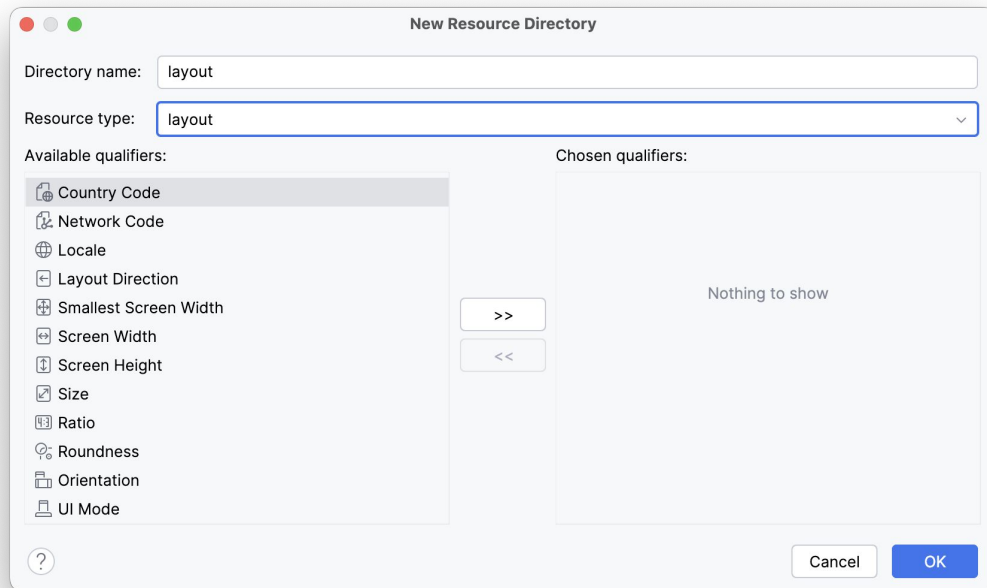 New Resource Directory
Directory name: layout
Resource type: layout
Available qualifiers:
Chosen qualifiers:
Country Code
Network Code
Locale
Layout Direction
Smallest Screen Width
Screen Width
Screen Height
Size
4:3 Ratio
Roundness
Orientation
UI Mode
>>
<<
Nothing to show
?
Cancel
OK